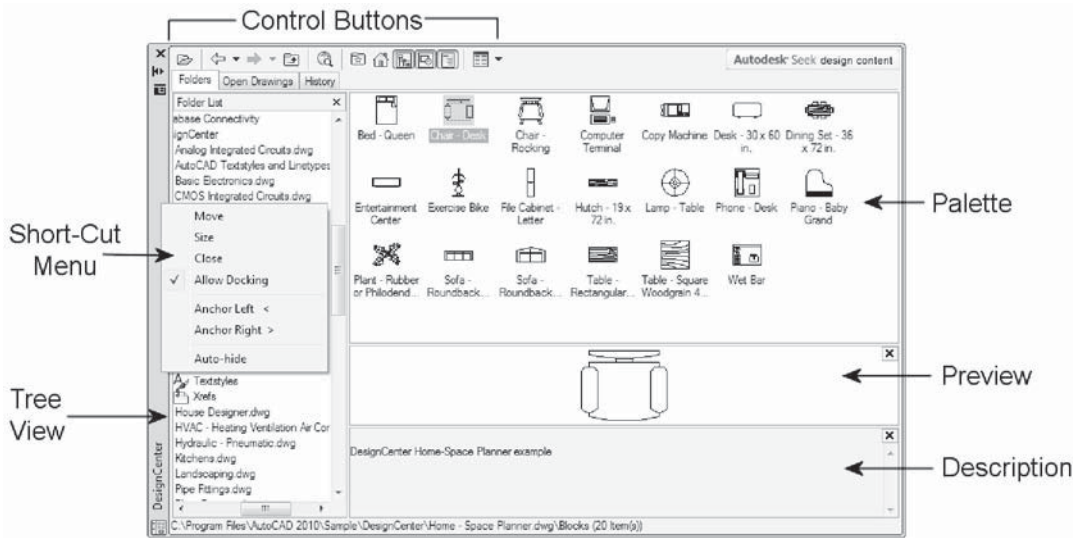 Control Buttons
Autodesk Seek design content
Folders
Open Drawings
History
Folder List
abase Connectivity
ignCenter
Analog Integrated Circuits.dwg
AutoCAD Textstyles and Linetypes
Basic Electronics.dwg
CMOS Integrated Circuits.dwg
Short-Cut
Menu
Move
Size
Close
Allow Docking
Anchor Left <
Anchor Right >
Auto-hide
Tree
View
Textstyles
Xrefs
House Designer.dwg
HVAC - Heating Ventilation Air Cor
Hydraulic - Pneumatic.dwg
Kitchens.dwg
Landscaping.dwg
Pipe Fittings.dwg
DesignCenter
Bed - Queen
Chair - Desk
Chair -
Rocking
Computer
Terminal
Copy Machine
Desk - 30 x 60
in.
Dining Set - 36
x 72 in.
Entertainment
Center
Exercise Bike
File Cabinet -
Letter
Hutch - 19 x
72 in.
Lamp - Table
Phone - Desk
Piano - Baby
Grand
Plant - Rubber
or Philodend...
Sofa -
Roundback...
Sofa -
Roundback...
Table -
Rectangular...
Table - Square
Woodgrain 4...
Wet Bar
Palette
Preview
DesignCenter Home-Space Planner example
Description
C:\Program Files\AutoCAD 2010\Sample\DesignCenter\Home - Space Planner.dwg\Blocks (20 Item(s))